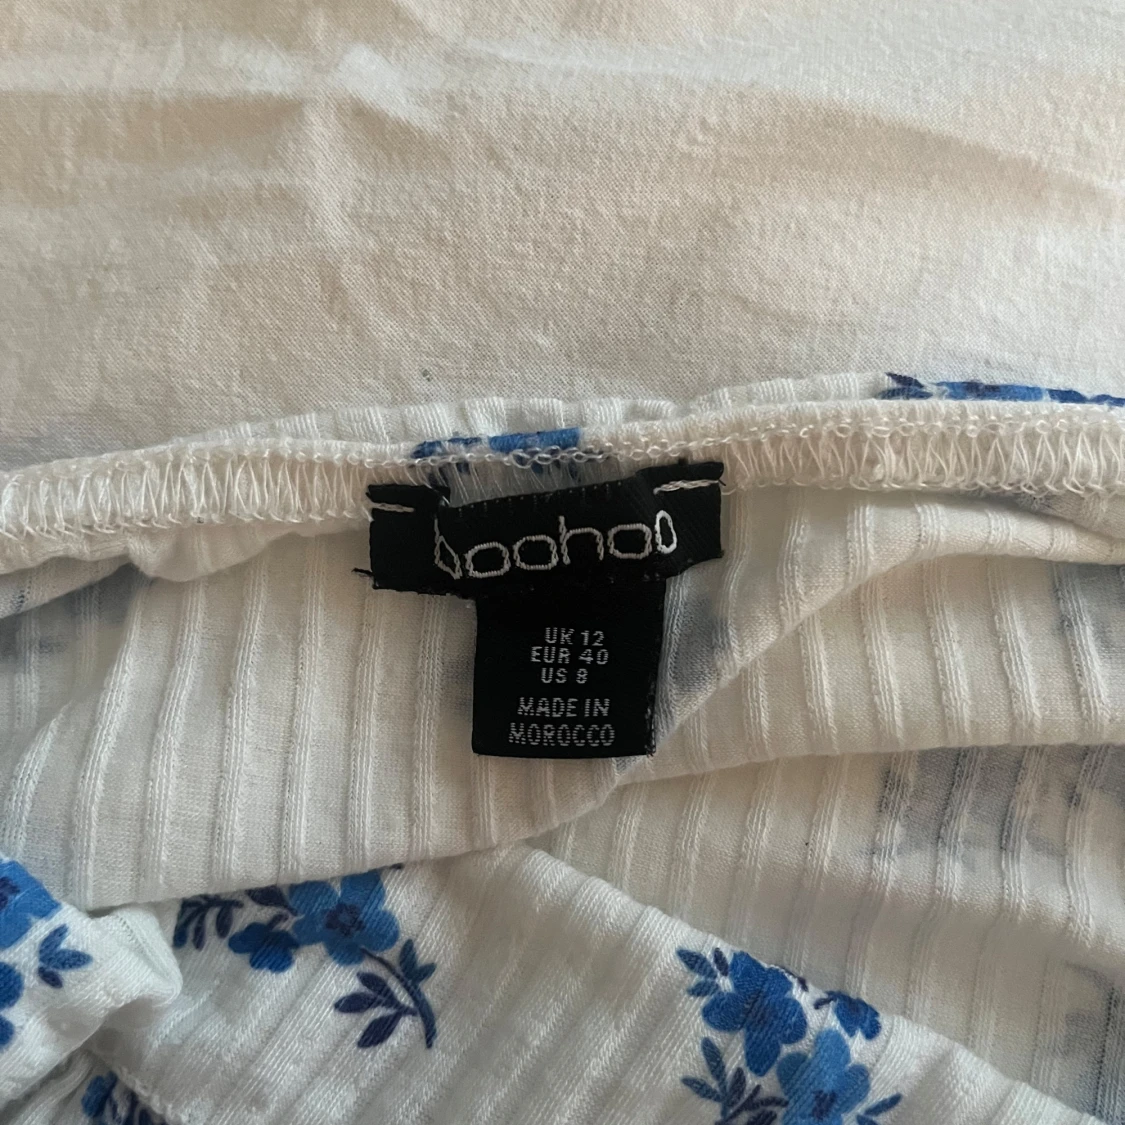 boohoo
UK 12
EUR 40
US 8
MADE IN
MOROCCO